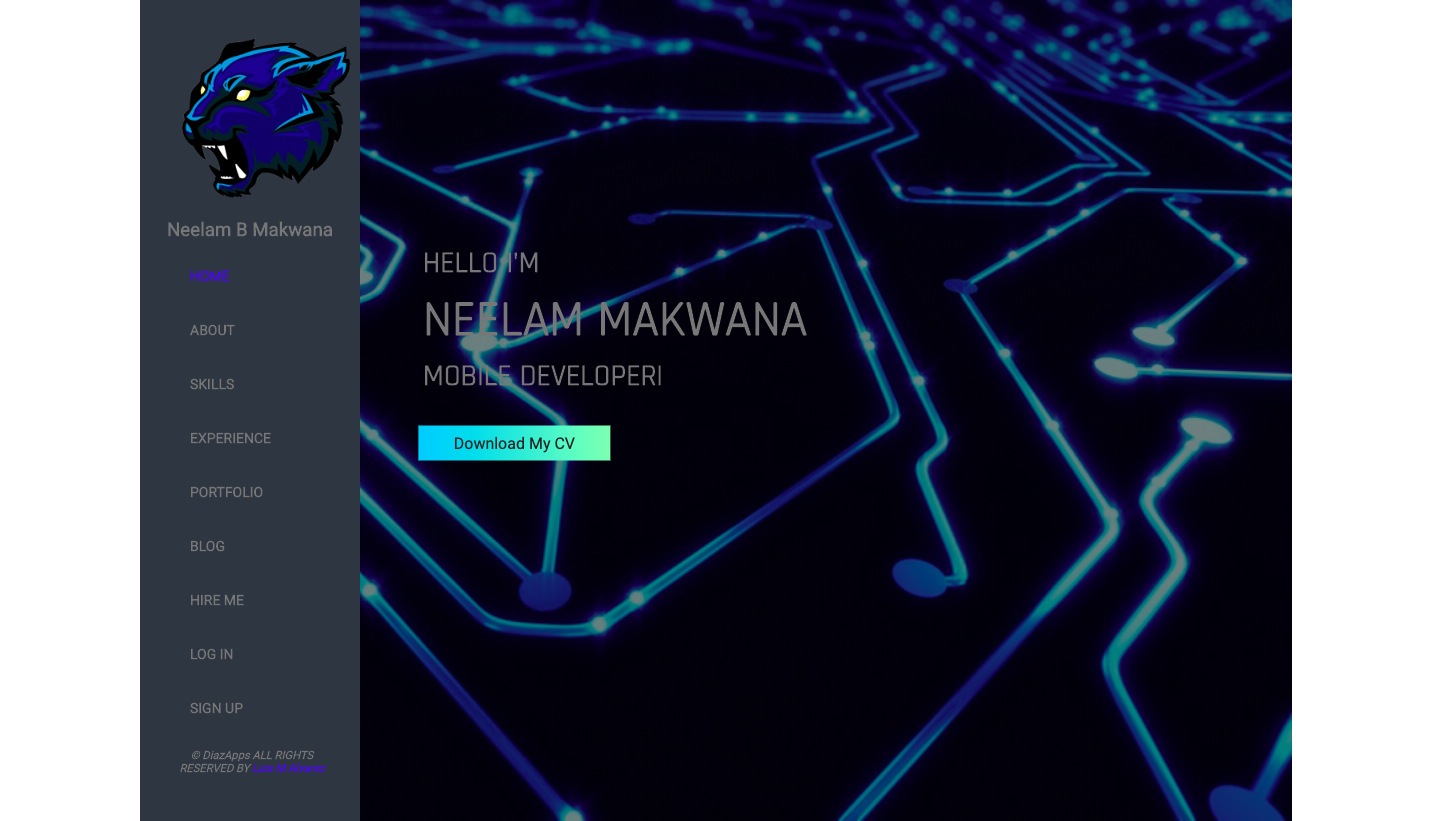 Neelam B Makwana
HOME
ABOUT
SKILLS
EXPERIENCE
PORTFOLIO
BLOG
HIRE ME
LOG IN
SIGN UP
© DiazApps ALL RIGHTS
RESERVED BY
HELLO I'M
NEELAM MAKWANA
MOBILE DEVELOPERI
Download My CV